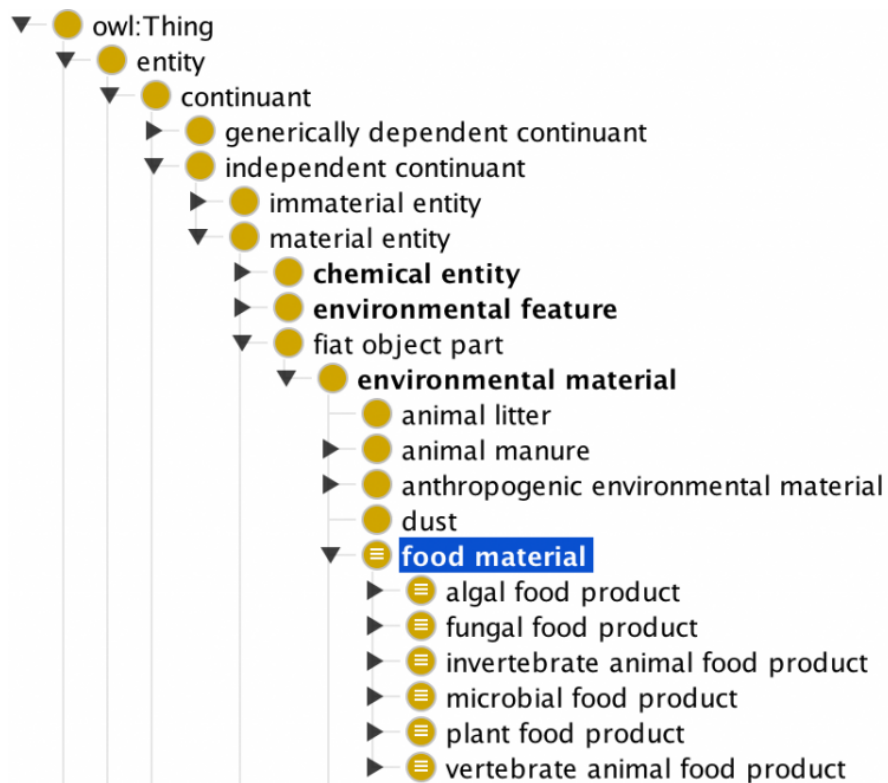 owl:Thing
entity
continuant
generically dependent continuant
independent continuant
immaterial entity
material entity
chemical entity
environmental feature
fiat object part
environmental material
animal litter
animal manure
anthropogenic environmental material
dust
food material
algal food product
fungal food product
invertebrate animal food product
microbial food product
plant food product
vertebrate animal food product